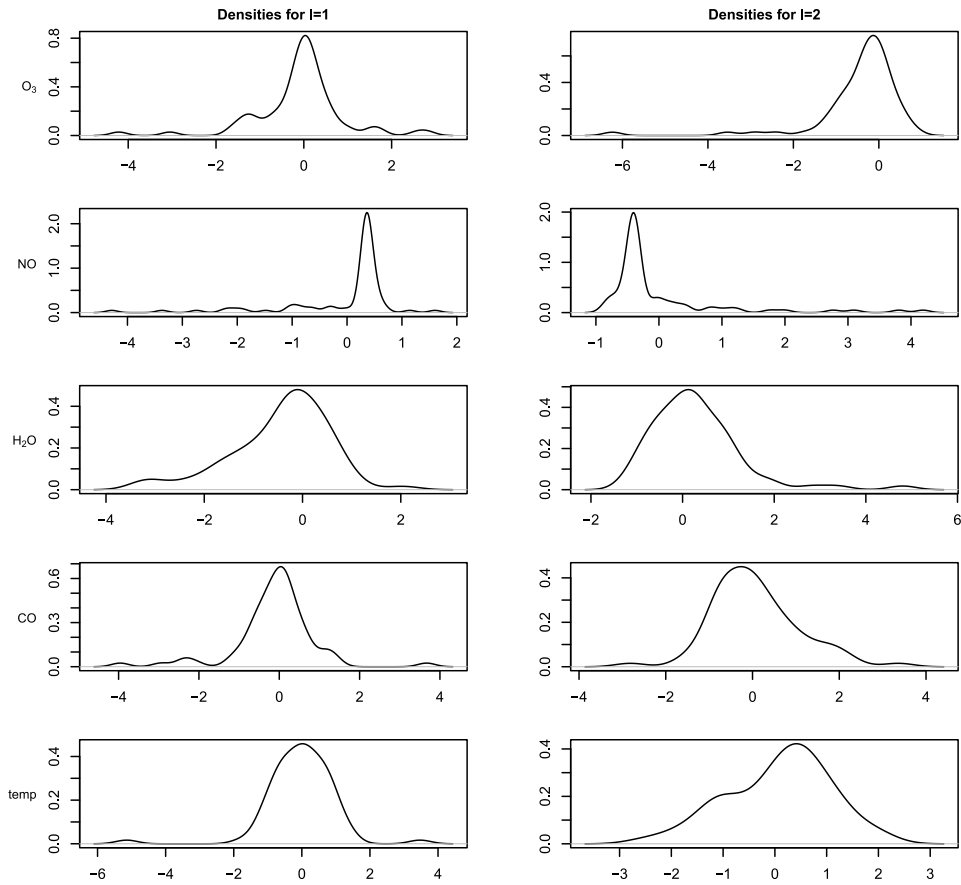 Densities for l=1
Densities for l=2
O3
0.0 0.4 0.8
−4 −2 0 2
0.0 0.4
−6 −4 −2 0
NO
0.0 1.0 2.0
−4 −3 −2 −1 0 1 2
0.0 1.0 2.0
−1 0 1 2 3 4
H2O
0.0 0.2 0.4
−4 −2 0 2
0.0 0.2 0.4
−2 0 2 4 6
CO
0.0 0.3 0.6
−4 −2 0 2 4
0.0 0.2 0.4
−4 −2 0 2 4
temp
0.0 0.2 0.4
−6 −4 −2 0 2 4
0.0 0.2 0.4
−3 −2 −1 0 1 2 3